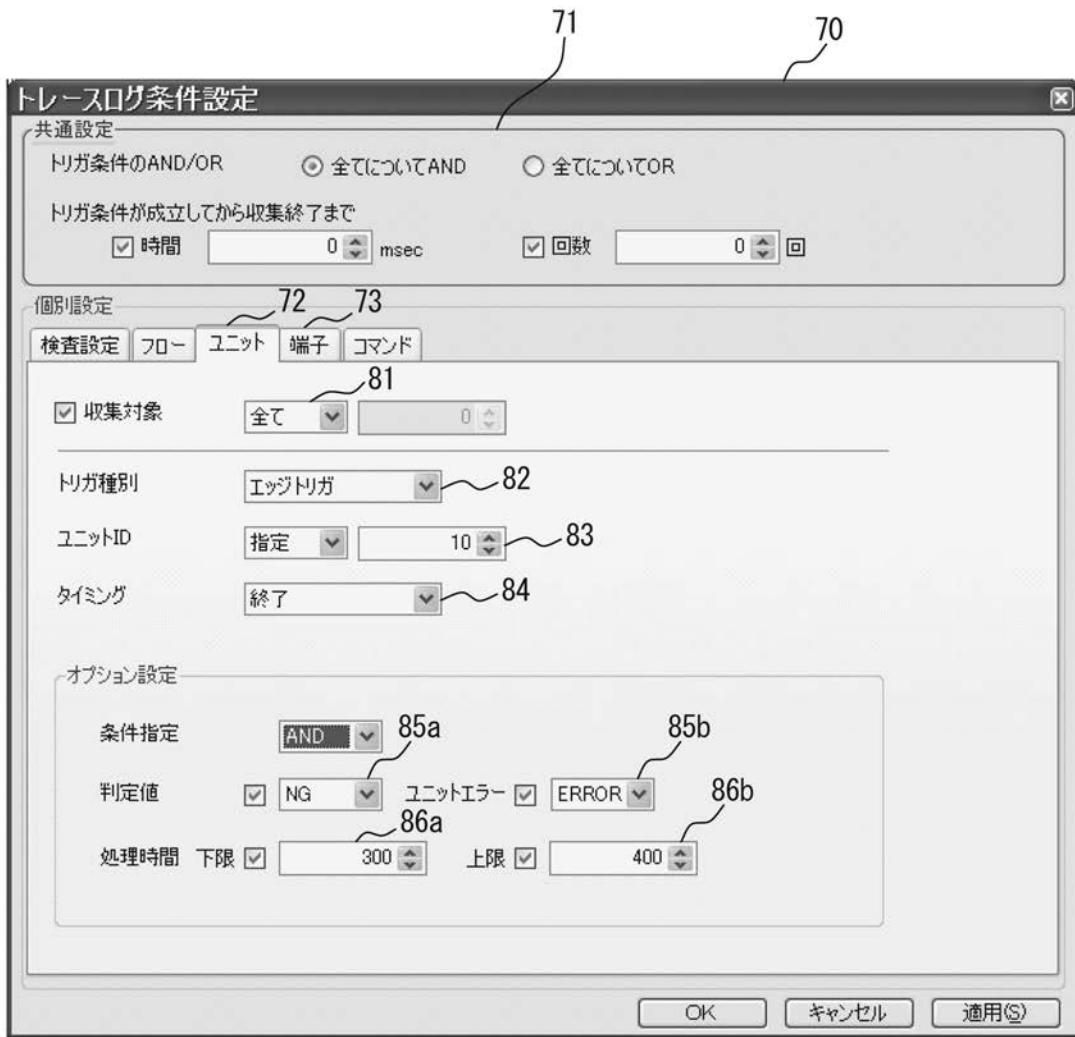 71
70
トレースログ条件設定
共通設定
トリガ条件のAND/OR 全てについてAND 全てについてOR
トリガ条件が成立してから収集終了まで
時間 0 msec 回数 0 回
個別設定 72 73
検査設定 フロー ユニット 端子 コマンド
81
収集対象 全て 0
トリガ種別 エッジトリガ 82
ユニットID 指定 10 83
タイミング 終了 84
オプション設定
条件指定 AND 85a 85b
判定値 NG ユニットエラー ERROR 86b
86a
処理時間 下限 300 上限 400
OK キャンセル 適用(S)